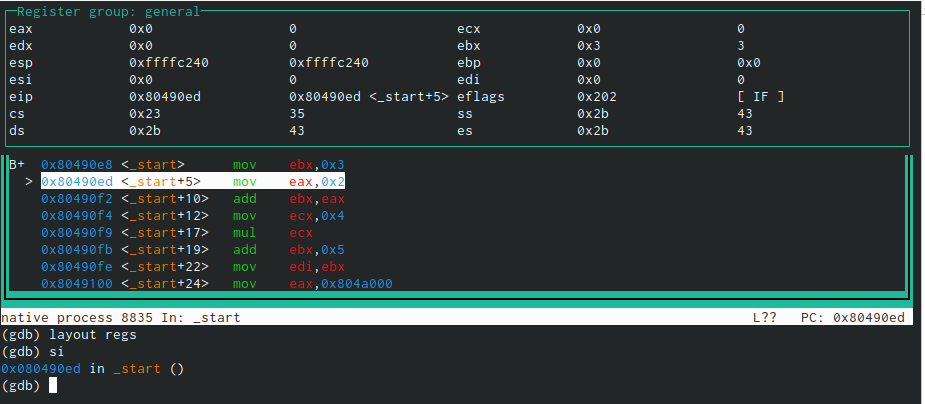 Register group: general
eax 0x0 0 ecx 0x0 0
edx 0x0 0 ebx 0x3 3
esp 0xffffc240 0xffffc240 ebp 0x0 0x0
esi 0x0 0 edi 0x0 0
eip 0x80490ed 0x80490ed <_start+5> eflags 0x202 [ IF ]
cs 0x23 35 ss 0x2b 43
ds 0x2b 43 es 0x2b 43
B+ 0x80490e8 <_start> mov ebx,0x3
> 0x80490ed <_start+5> mov eax,0x2
0x80490f2 <_start+10> add ebx,eax
0x80490f4 <_start+12> mov ecx,0x4
0x80490f9 <_start+17> mul ecx
0x80490fb <_start+19> add ebx,0x5
0x80490fe <_start+22> mov edi,ebx
0x8049100 <_start+24> mov eax,0x804a000
native process 8835 In: _start L?? PC: 0x80490ed
(gdb) layout regs
(gdb) si
0x080490ed in _start ()
(gdb)